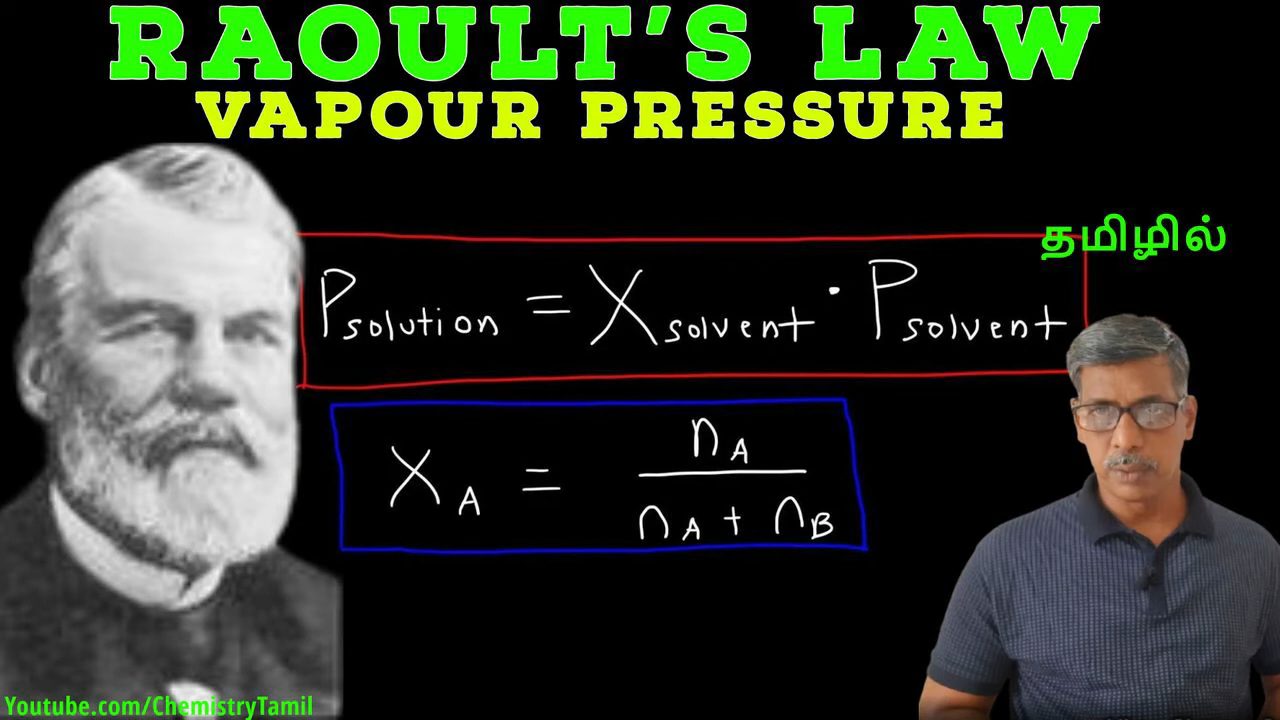 RAOULT'S LAW
VAPOUR PRESSURE
தமிழில்
Psolution = Xsolvent · Psolvent
XA = nA / nA + nB
Youtube.com/ChemistryTamil